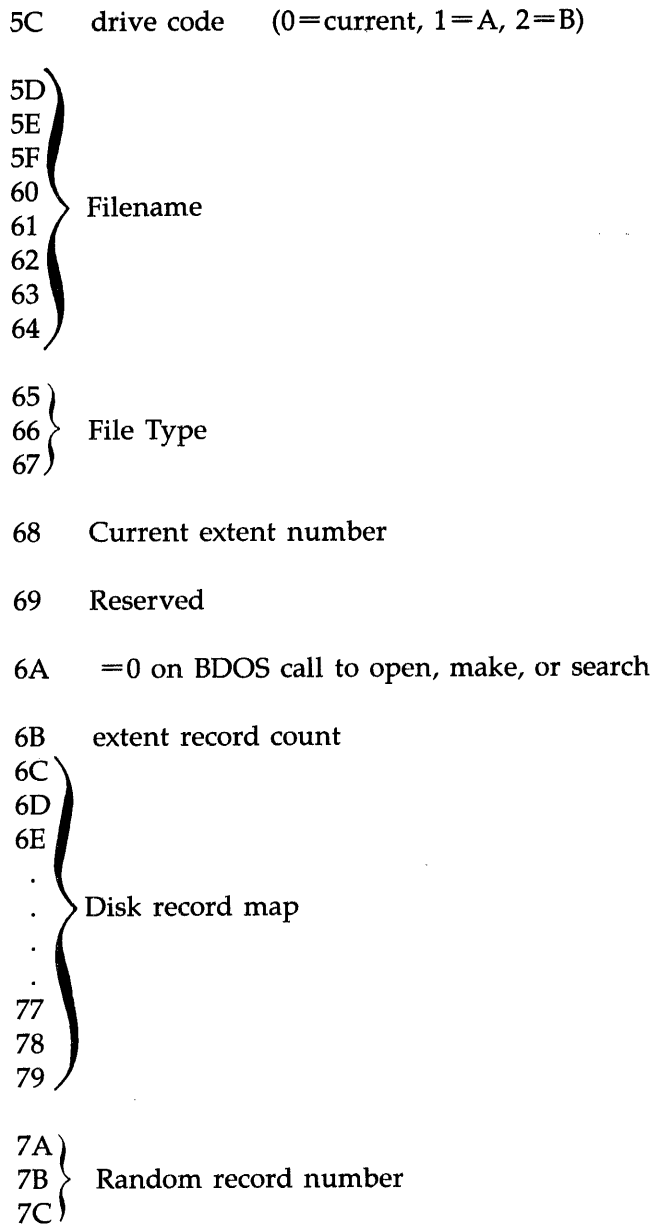 5C drive code (0=current, 1=A, 2=B)
5D
5E
5F
60
61 Filename
62
63
64
65
66 File Type
67
68 Current extent number
69 Reserved
6A =0 on BDOS call to open, make, or search
6B extent record count
6C
6D
6E
.
. Disk record map
.
.
77
78
79
7A
7B Random record number
7C